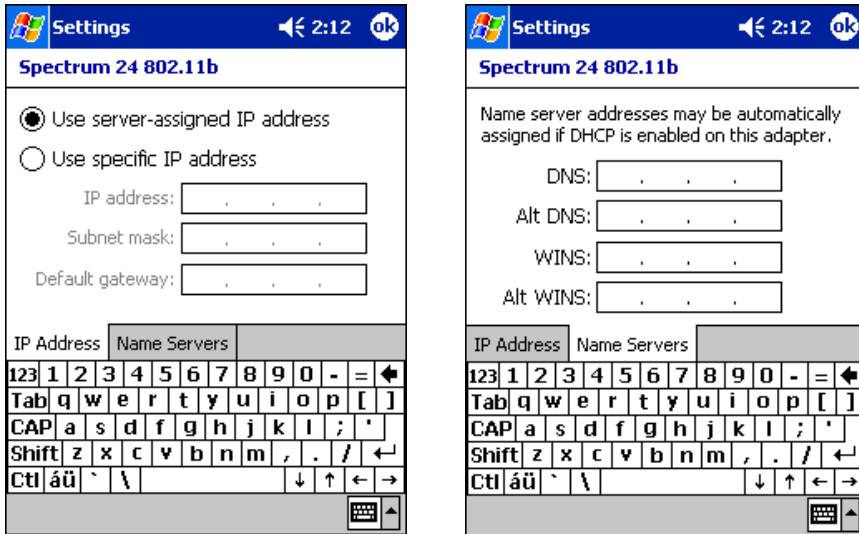 Settings 2:12 ok
Spectrum 24 802.11b
Use server-assigned IP address
Use specific IP address
IP address: . . .
Subnet mask: . . .
Default gateway: . . .
IP Address Name Servers
123 1 2 3 4 5 6 7 8 9 0 - =
Tab q w e r t y u i o p [ ]
CAP a s d f g h j k l ; '
Shift z x c v b n m , . /
Ctl áü ` \
Settings 2:12 ok
Spectrum 24 802.11b
Name server addresses may be automatically
assigned if DHCP is enabled on this adapter.
DNS: . . .
Alt DNS: . . .
WINS: . . .
Alt WINS: . . .
IP Address Name Servers
123 1 2 3 4 5 6 7 8 9 0 - =
Tab q w e r t y u i o p [ ]
CAP a s d f g h j k l ; '
Shift z x c v b n m , . /
Ctl áü ` \